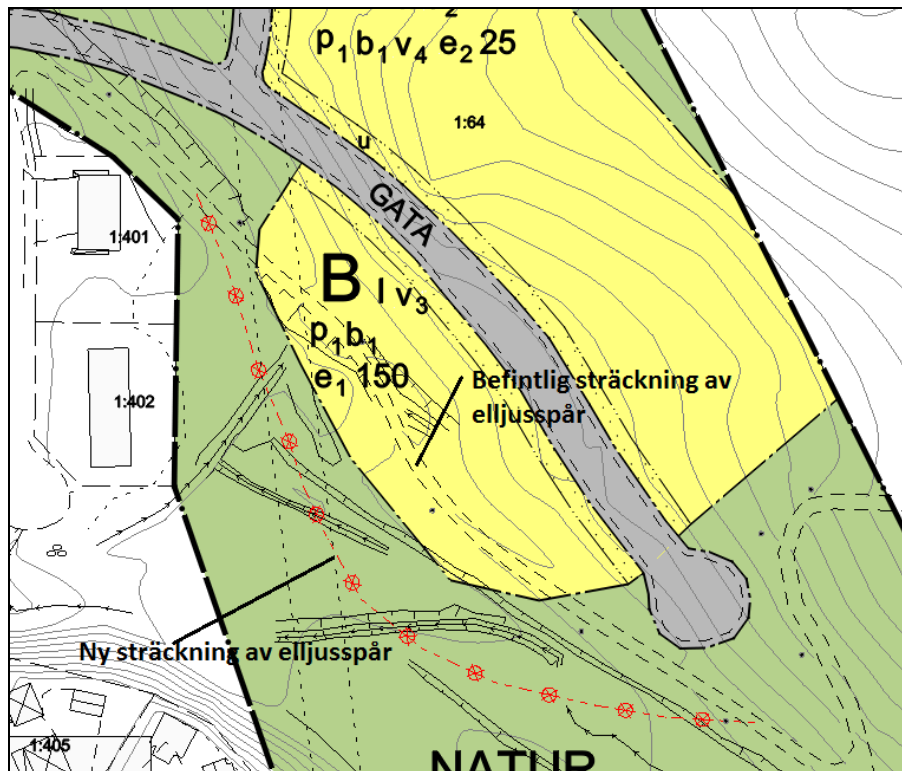 2
p1 b1 v4 e2 25
1:64
u
GATA
1:401
B I v3
p1 b1
e1 150
Befintlig sträckning av
elljusspår
1:402
Ny sträckning av elljusspår
1:405
NATUR